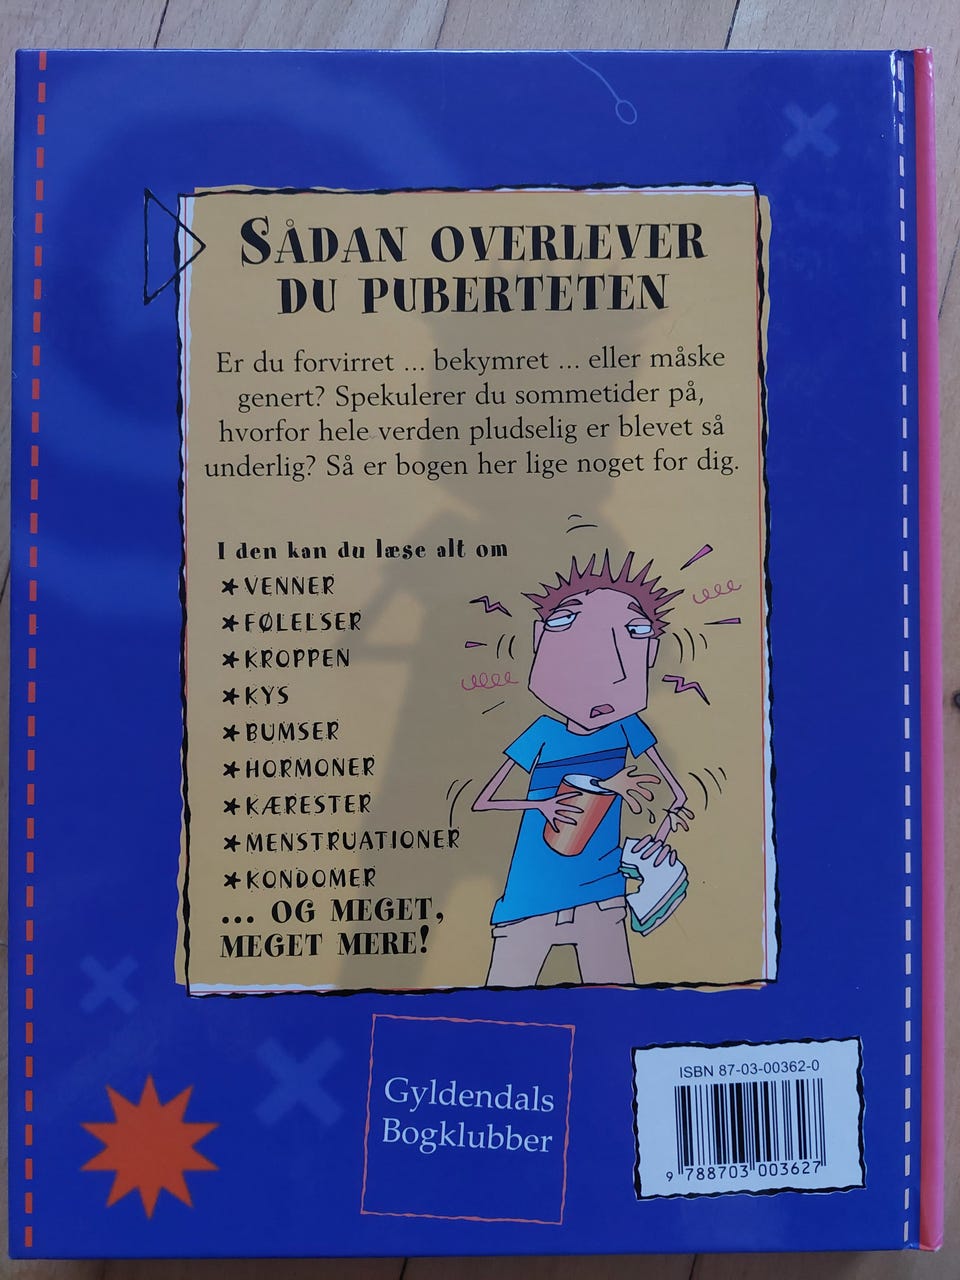 SÅDAN OVERLEVER
DU PUBERTETEN
Er du forvirret ... bekymret ... eller måske
genert? Spekulerer du sommetider på,
hvorfor hele verden pludselig er blevet så
underlig? Så er bogen her lige noget for dig.
I den kan du læse alt om
*VENNER
*FØLELSER
*KROPPEN
*KYS
*BUMSER
*HORMONER
*KÆRESTER
*MENSTRUATIONER
*KONDOMER
... OG MEGET,
MEGET MERE!
Gyldendals
Bogklubber
ISBN 87-03-00362-0
9 788703 003627